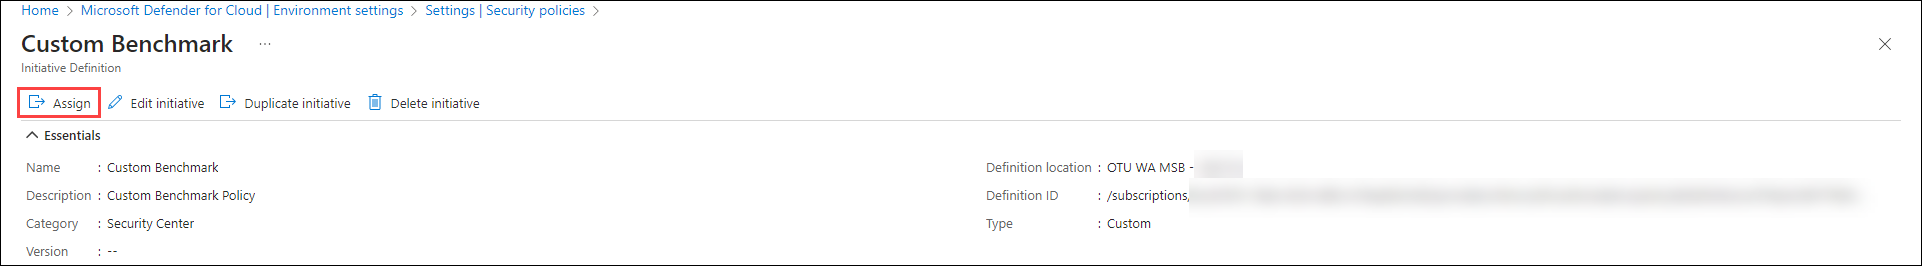 Home > Microsoft Defender for Cloud | Environment settings > Settings | Security policies >
Custom Benchmark ...
Initiative Definition
Assign Edit initiative Duplicate initiative Delete initiative
Essentials
Name : Custom Benchmark
Description : Custom Benchmark Policy
Category : Security Center
Version : --
Definition location : OTU WA MSB -
Definition ID : /subscriptions/
Type : Custom